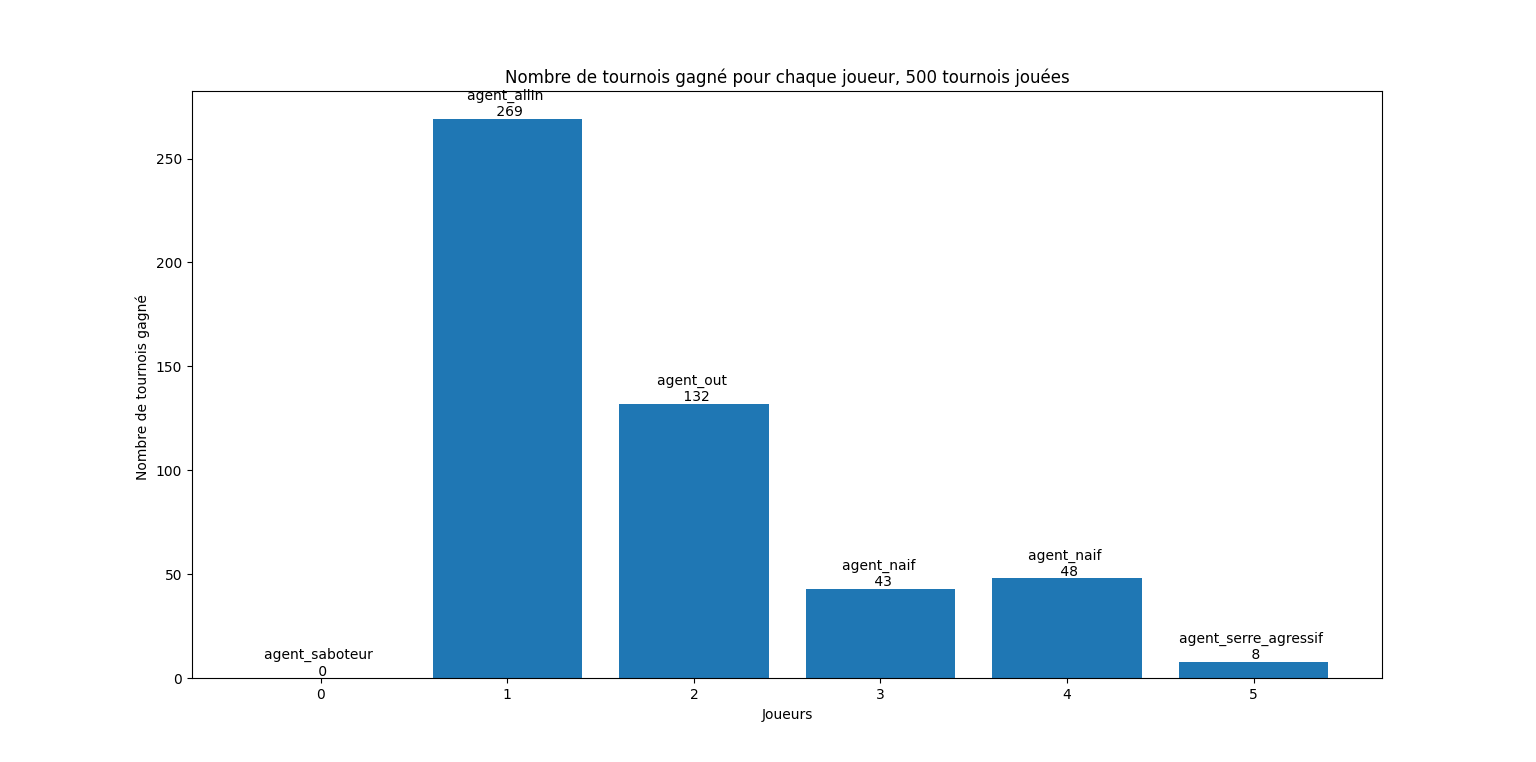 Nombre de tournois gagné pour chaque joueur, 500 tournois jouées
agent_allin
269
250
200
150
100
50
0
Nombre de tournois gagné
agent_saboteur
0
agent_out
132
agent_naif
43
agent_naif
48
agent_serre_agressif
8
0 1 2 3 4 5
Joueurs